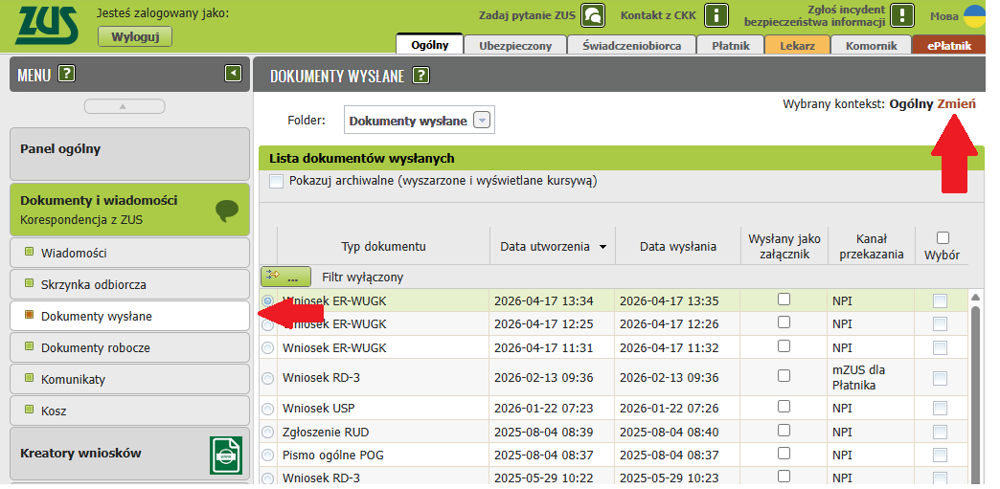 ZUS
Jesteś zalogowany jako:
Wyloguj
Zadaj pytanie ZUS
Kontakt z CKK
Zgłoś incydent
bezpieczeństwa informacji
Мова
Ogólny
Ubezpieczony
Świadczeniobiorca
Płatnik
Lekarz
Komornik
ePłatnik
MENU ?
DOKUMENTY WYSŁANE ?
Wybrany kontekst: Ogólny Zmień
Folder: Dokumenty wysłane
Panel ogólny
Dokumenty i wiadomości
Korespondencja z ZUS
Wiadomości
Skrzynka odbiorcza
Dokumenty wysłane
Dokumenty robocze
Komunikaty
Kosz
Kreatory wniosków
Lista dokumentów wysłanych
Pokazuj archiwalne (wyszarzone i wyświetlane kursywą)
Typ dokumentu
Data utworzenia
Data wysłania
Wysłany jako
załącznik
Kanał
przekazania
Wybór
... Filtr wyłączony
Wniosek ER-WUGK 2026-04-17 13:34 2026-04-17 13:35 NPI
Wniosek ER-WUGK 2026-04-17 12:25 2026-04-17 12:26 NPI
Wniosek ER-WUGK 2026-04-17 11:31 2026-04-17 11:32 NPI
Wniosek RD-3 2026-02-13 09:36 2026-02-13 09:36 mZUS dla
Płatnika
Wniosek USP 2026-01-22 07:23 2026-01-22 07:26 NPI
Zgłoszenie RUD 2025-08-04 08:39 2025-08-04 08:40 NPI
Pismo ogólne POG 2025-08-04 08:37 2025-08-04 08:37 NPI
Wniosek RD-3 2025-05-29 10:22 2025-05-29 10:23 NPI